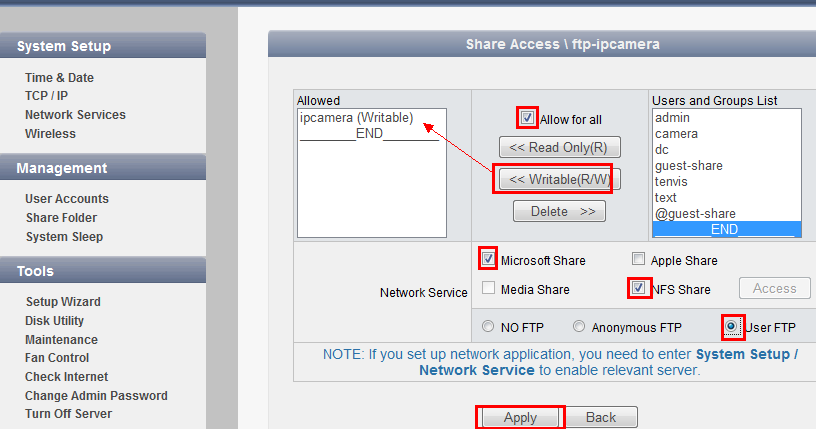 System Setup
Time & Date
TCP / IP
Network Services
Wireless
Management
User Accounts
Share Folder
System Sleep
Tools
Setup Wizard
Disk Utility
Maintenance
Fan Control
Check Internet
Change Admin Password
Turn Off Server
Share Access \ ftp-ipcamera
Allowed
ipcamera (Writable)
________END________
Allow for all
<< Read Only(R)
<< Writable(R/W)
Delete >>
Users and Groups List
admin
camera
dc
guest-share
tenvis
text
@guest-share
________END________
Network Service
Microsoft Share
Apple Share
Media Share
NFS Share
Access
NO FTP
Anonymous FTP
User FTP
NOTE: If you set up network application, you need to enter System Setup /
Network Service to enable relevant server.
Apply
Back